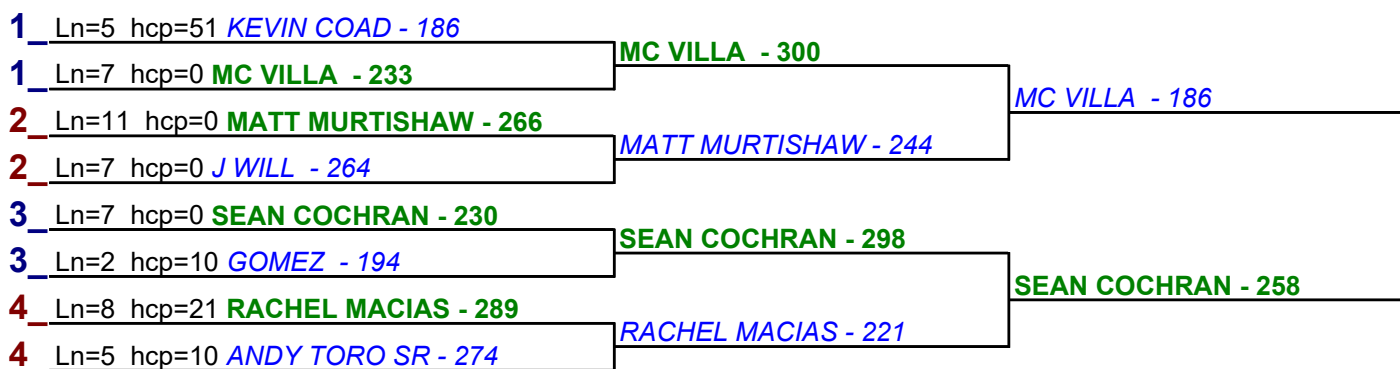 1_ Ln=5 hcp=51 KEVIN COAD - 186
MC VILLA - 300
1_ Ln=7 hcp=0 MC VILLA - 233
MC VILLA - 186
2_ Ln=11 hcp=0 MATT MURTISHAW - 266
MATT MURTISHAW - 244
2_ Ln=7 hcp=0 J WILL - 264
3_ Ln=7 hcp=0 SEAN COCHRAN - 230
SEAN COCHRAN - 298
3_ Ln=2 hcp=10 GOMEZ - 194
SEAN COCHRAN - 258
4_ Ln=8 hcp=21 RACHEL MACIAS - 289
RACHEL MACIAS - 221
4 Ln=5 hcp=10 ANDY TORO SR - 274